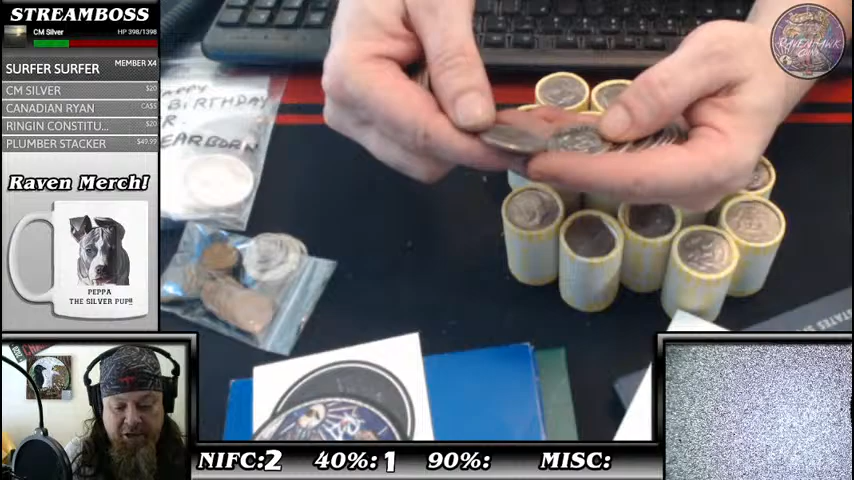 STREAMBOSS
CM Silver
HP 398/1398
SURFER SURFER
MEMBER X4
CM SILVER
$20
CANADIAN RYAN
CA$5
RINGIN CONSTITU...
$20
PLUMBER STACKER
$49.99
Raven Merch!
PEPPA
THE SILVER PUP!!
BIRTHDAY
R.
EARBORN
RAVENHAWK
STATES
NIFC:2
40%:1
90%:
MISC: